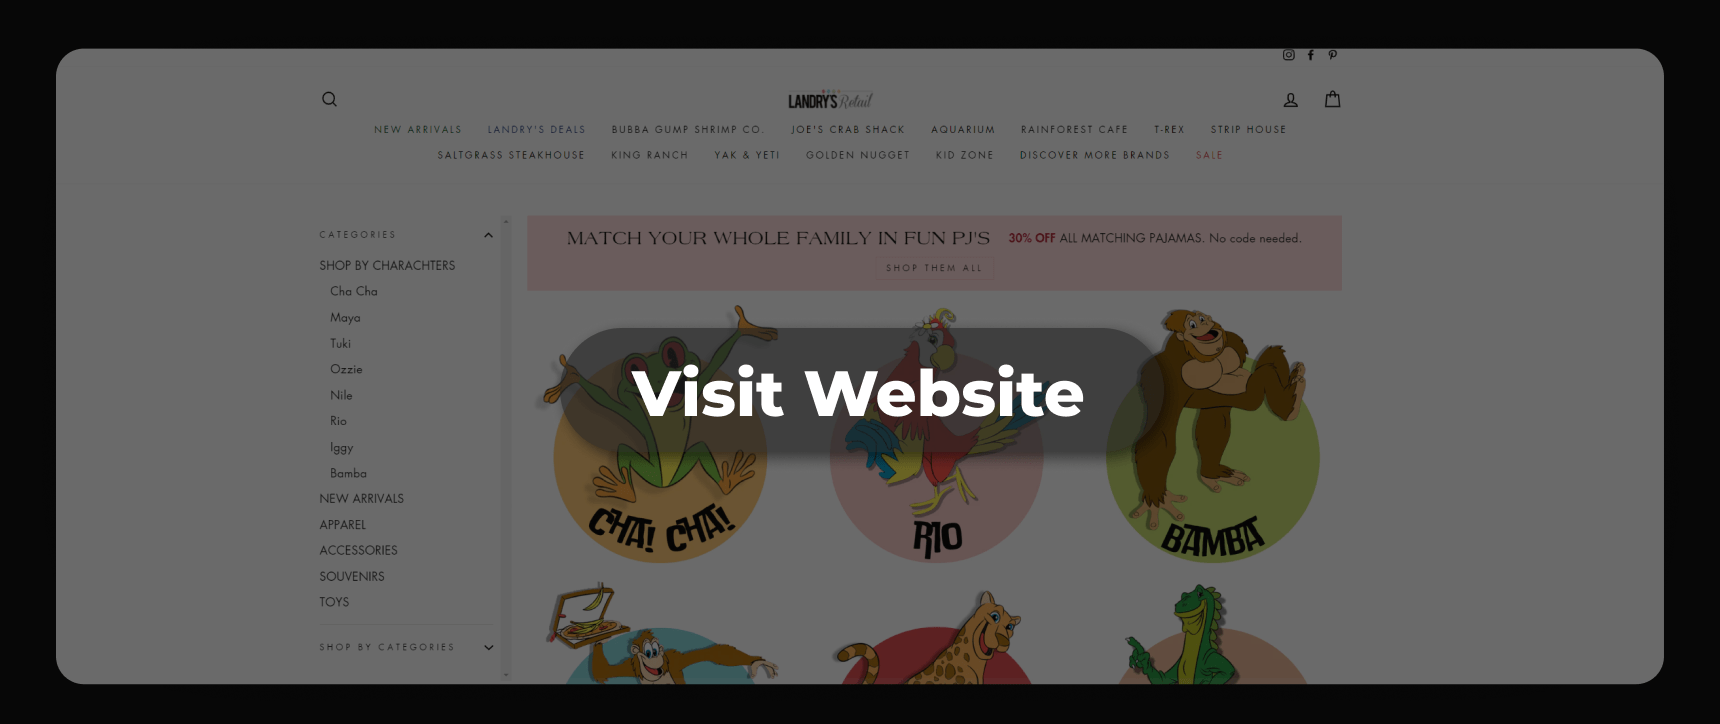 LANDRY'S Retail
NEW ARRIVALS LANDRY'S DEALS BUBBA GUMP SHRIMP CO. JOE'S CRAB SHACK AQUARIUM RAINFOREST CAFE T-REX STRIP HOUSE
SALTGRASS STEAKHOUSE KING RANCH YAK & YETI GOLDEN NUGGET KID ZONE DISCOVER MORE BRANDS SALE
CATEGORIES
SHOP BY CHARACHTERS
Cha Cha
Maya
Tuki
Ozzie
Nile
Rio
Iggy
Bamba
NEW ARRIVALS
APPAREL
ACCESSORIES
SOUVENIRS
TOYS
SHOP BY CATEGORIES
MATCH YOUR WHOLE FAMILY IN FUN PJ'S 30% OFF ALL MATCHING PAJAMAS. No code needed.
SHOP THEM ALL
Visit Website
CHA! CHA!
RIO
BAMBA